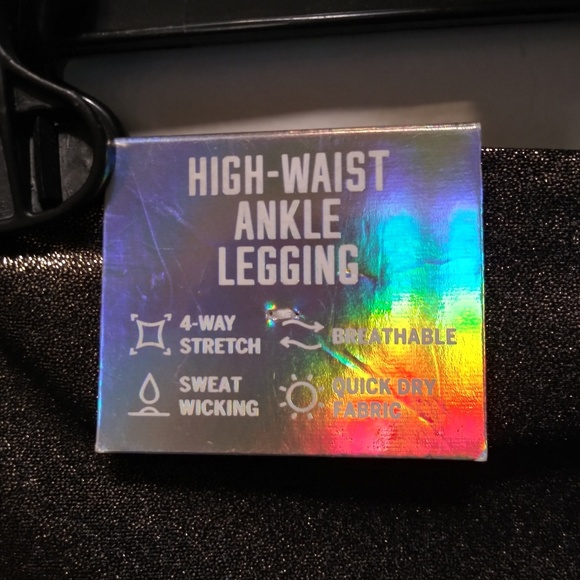 HIGH-WAIST
ANKLE
LEGGING
4-WAY
STRETCH
BREATHABLE
SWEAT
WICKING
QUICK DRY
FABRIC